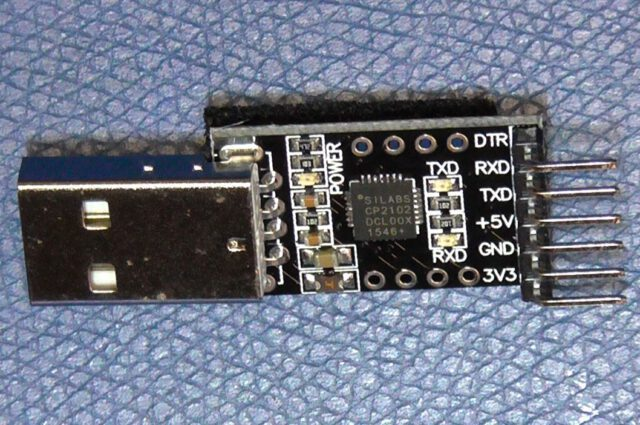 POWER
SILABS
CP2102
DCL00X
1546+
TXD
RXD
DTR
RXD
TXD
+5V
GND
3V3